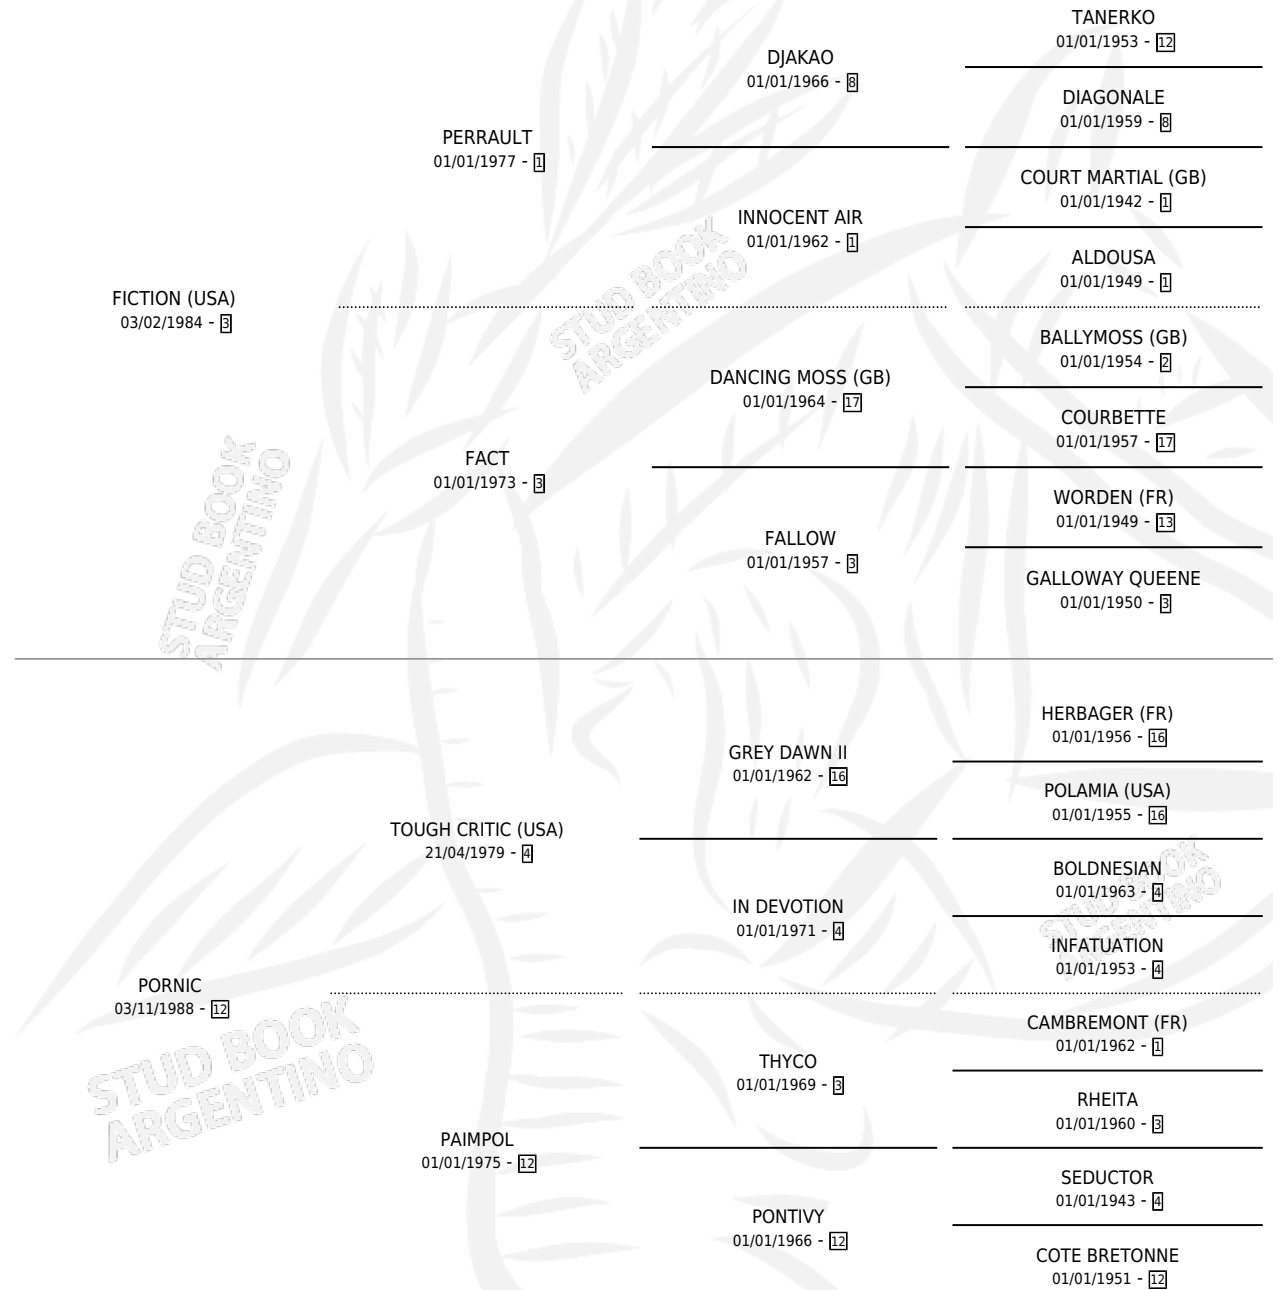 TANERKO
01/01/1953 - 12
DJAKAO
01/01/1966 - 8
DIAGONALE
01/01/1959 - 8
PERRAULT
01/01/1977 - 1
COURT MARTIAL (GB)
01/01/1942 - 1
INNOCENT AIR
01/01/1962 - 1
ALDOUSA
01/01/1949 - 1
FICTION (USA)
03/02/1984 - 3
BALLYMOSS (GB)
01/01/1954 - 2
DANCING MOSS (GB)
01/01/1964 - 17
COURBETTE
01/01/1957 - 17
FACT
01/01/1973 - 3
WORDEN (FR)
01/01/1949 - 13
FALLOW
01/01/1957 - 3
GALLOWAY QUEENE
01/01/1950 - 3
STUD BOOK
ARGENTINO
STUD BOOK
ARGENTINO
HERBAGER (FR)
01/01/1956 - 16
GREY DAWN II
01/01/1962 - 16
POLAMIA (USA)
01/01/1955 - 16
TOUGH CRITIC (USA)
21/04/1979 - 4
BOLDNESIAN
01/01/1963 - 4
IN DEVOTION
01/01/1971 - 4
INFATUATION
01/01/1953 - 4
PORNIC
03/11/1988 - 12
CAMBREMONT (FR)
01/01/1962 - 1
THYCO
01/01/1969 - 3
RHEITA
01/01/1960 - 3
PAIMPOL
01/01/1975 - 12
SEDUCTOR
01/01/1943 - 4
PONTIVY
01/01/1966 - 12
COTE BRETONNE
01/01/1951 - 12
STUD BOOK
ARGENTINO
STUD BOOK
ARGENTINO